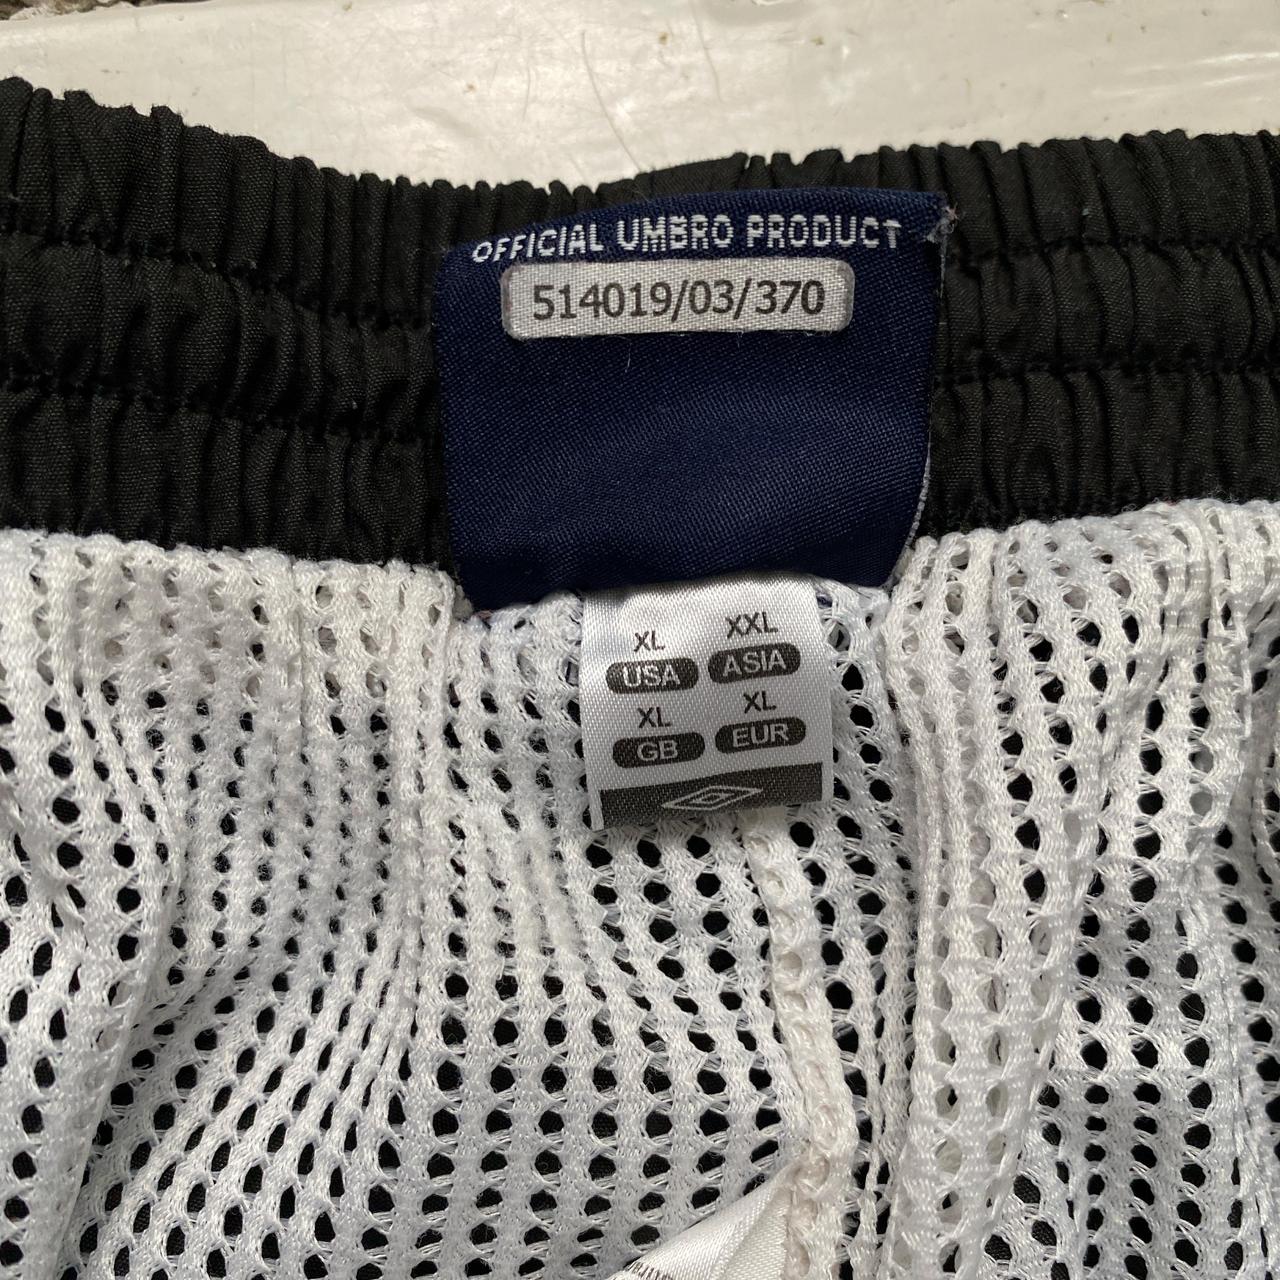 OFFICIAL UMBRO PRODUCT
514019/03/370
XL XXL
USA ASIA
XL XL
GB EUR